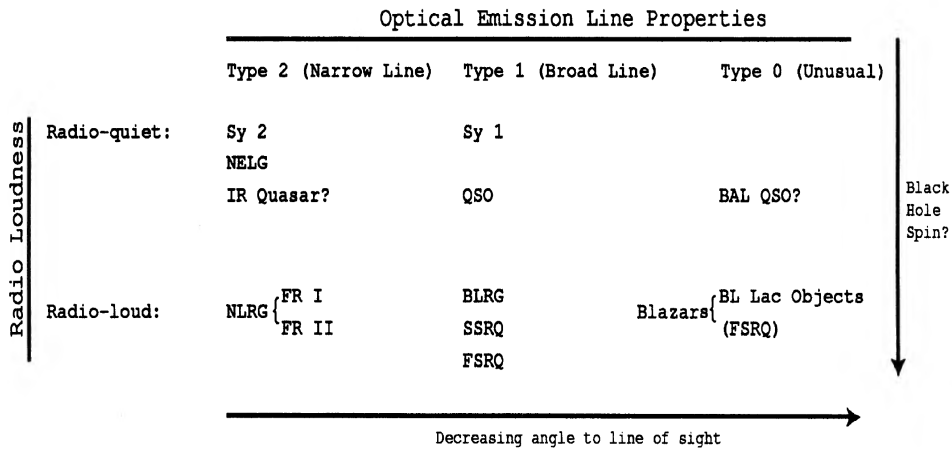 Optical Emission Line Properties
Type 2 (Narrow Line) Type 1 (Broad Line) Type 0 (Unusual)
Radio Loudness
Radio-quiet: Sy 2 Sy 1
NELG
IR Quasar? QSO BAL QSO?
Black
Hole
Spin?
Radio-loud: NLRG { FR I BLRG Blazars { BL Lac Objects
FR II SSRQ (FSRQ)
FSRQ
Decreasing angle to line of sight